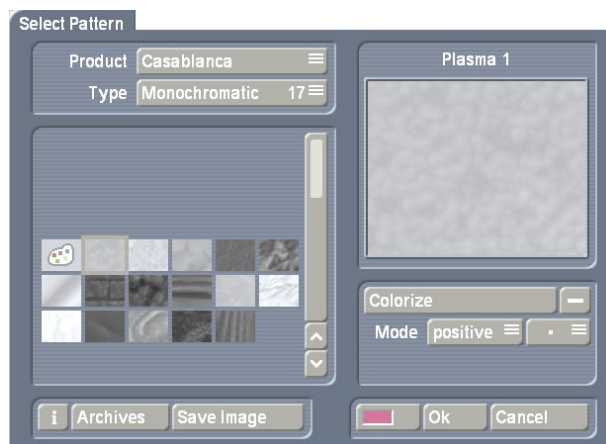 Select Pattern
Product Casablanca
Type Monochromatic 17
Plasma 1
Colorize
Mode positive
i Archives Save Image
Ok Cancel